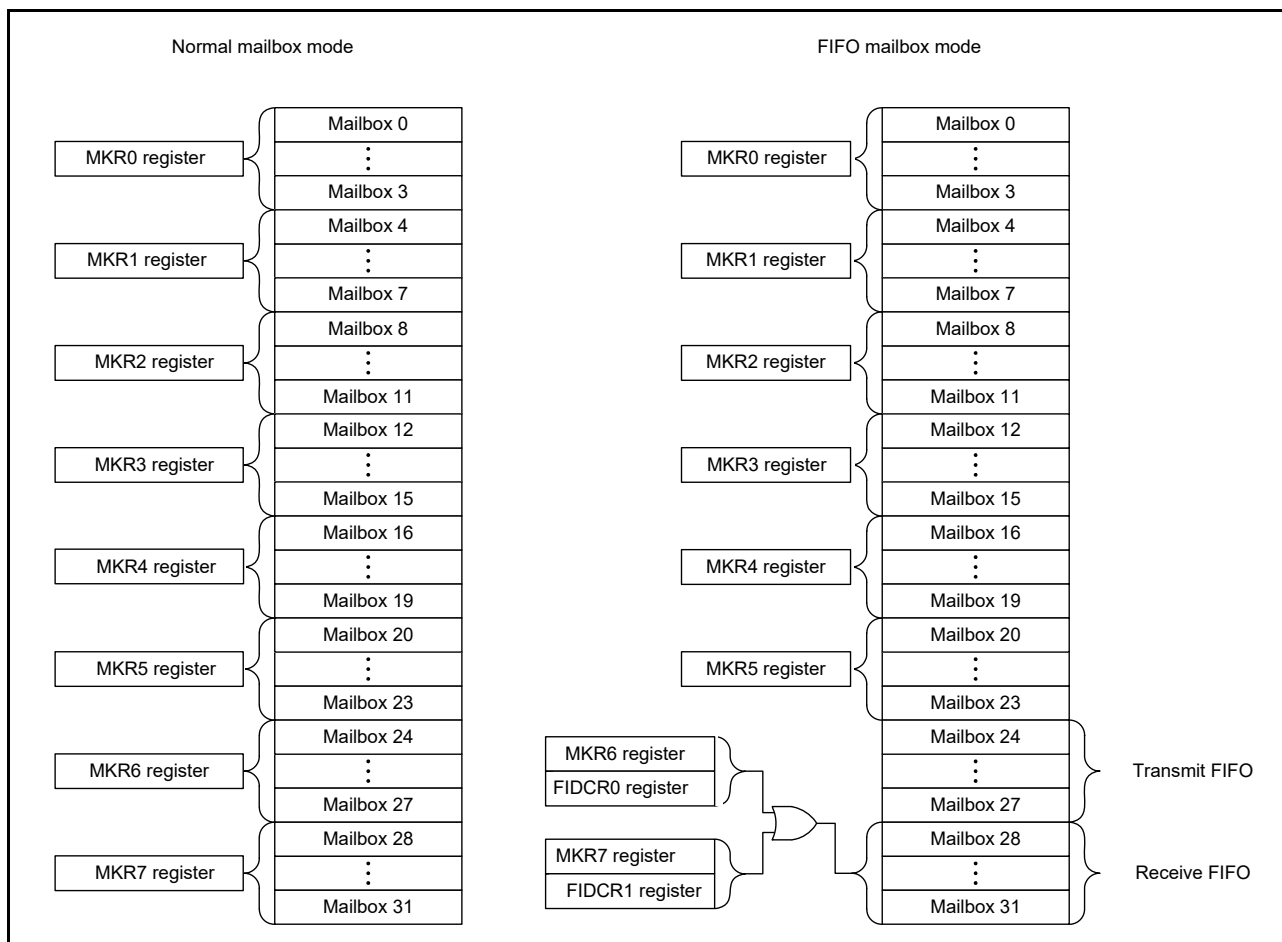 Normal mailbox mode
MKR0 register
Mailbox 0
Mailbox 3
MKR1 register
Mailbox 4
Mailbox 7
MKR2 register
Mailbox 8
Mailbox 11
MKR3 register
Mailbox 12
Mailbox 15
MKR4 register
Mailbox 16
Mailbox 19
MKR5 register
Mailbox 20
Mailbox 23
MKR6 register
Mailbox 24
Mailbox 27
MKR7 register
Mailbox 28
Mailbox 31
FIFO mailbox mode
MKR0 register
Mailbox 0
Mailbox 3
MKR1 register
Mailbox 4
Mailbox 7
MKR2 register
Mailbox 8
Mailbox 11
MKR3 register
Mailbox 12
Mailbox 15
MKR4 register
Mailbox 16
Mailbox 19
MKR5 register
Mailbox 20
Mailbox 23
MKR6 register
FIDCR0 register
Mailbox 24
Mailbox 27
Transmit FIFO
MKR7 register
FIDCR1 register
Mailbox 28
Mailbox 31
Receive FIFO